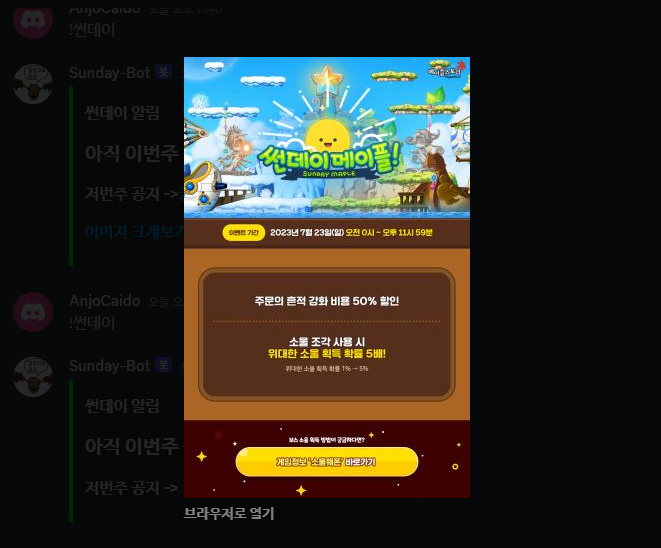 AnjoCaido 오늘 오후 11:40
!썬데이
Sunday-Bot 봇
썬데이 알림
아직 이번주
저번주 공지 ->
이미지 크게보기
AnjoCaido 오늘 오
!썬데이
Sunday-Bot 봇
썬데이 알림
아직 이번주
저번주 공지 ->
메이플스토리
썬데이 메이플!
SUNDAY MAPLE
이벤트 기간 2023년 7월 23일(일) 오전 0시 ~ 오후 11시 59분
주문의 흔적 강화 비용 50% 할인
소울 조각 사용 시
위대한 소울 획득 확률 5배!
위대한 소울 획득 확률 1% → 5%
보스 소울 획득 방법이 궁금하다면?
게임정보 '소울웨폰' 바로가기
브라우저로 열기